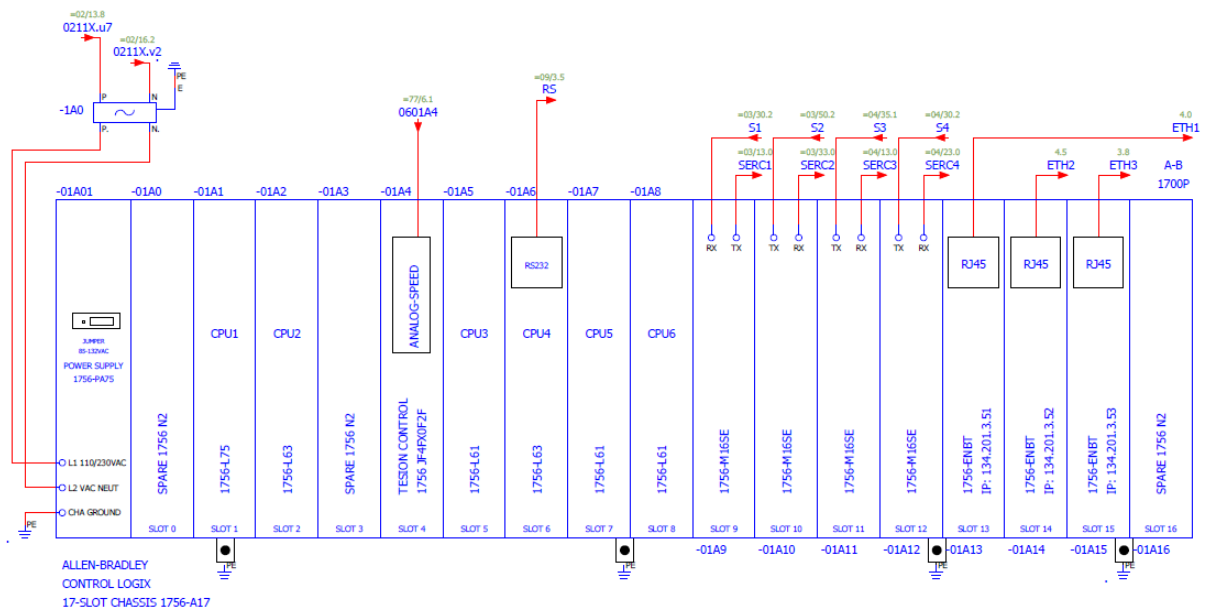 =02/13.8
0211X.u7
=02/16.2
0211X.v2
PE
E
-1A0
P
N
P.
N.
=77/6.1
0601A4
=09/3.5
RS
=03/30.2
S1
=03/50.2
S2
=04/35.1
S3
=04/30.2
S4
4.0
ETH1
=03/13.0
SERC1
=03/33.0
SERC2
=04/13.0
SERC3
=04/23.0
SERC4
4.5
ETH2
3.8
ETH3
A-B
1700P
-01A01
-01A0
-01A1
-01A2
-01A3
-01A4
-01A5
-01A6
-01A7
-01A8
RX
TX
TX
RX
TX
RX
TX
RX
ANALOG-SPEED
RS232
RJ45
RJ45
RJ45
JUMPER
85-132VAC
POWER SUPPLY
1756-PA75
CPU1
CPU2
CPU3
CPU4
CPU5
CPU6
L1 110/230VAC
L2 VAC NEUT
CHA GROUND
PE
SPARE 1756 N2
1756-L75
1756-L63
SPARE 1756 N2
TESION CONTROL
1756 JF4FX0F2F
1756-L61
1756-L63
1756-L61
1756-L61
1756-M16SE
1756-M16SE
1756-M16SE
1756-M16SE
1756-ENBT
IP: 134.201.3.51
1756-ENBT
IP: 134.201.3.52
1756-ENBT
IP: 134.201.3.53
SPARE 1756 N2
SLOT 0
SLOT 1
SLOT 2
SLOT 3
SLOT 4
SLOT 5
SLOT 6
SLOT 7
SLOT 8
SLOT 9
SLOT 10
SLOT 11
SLOT 12
SLOT 13
SLOT 14
SLOT 15
SLOT 16
-01A9
-01A10
-01A11
-01A12
-01A13
-01A14
-01A15
-01A16
PE
PE
PE
PE
ALLEN-BRADLEY
CONTROL LOGIX
17-SLOT CHASSIS 1756-A17